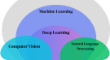 Machine Learning
Deep Learning
Computer Vision
Natural Language
Processing